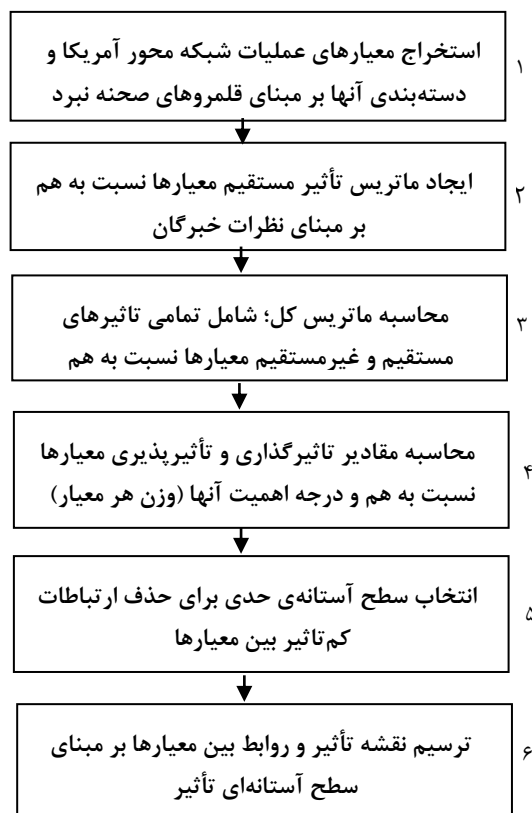 استخراج معیارهای عملیات شبکه محور آمریکا و
دسته‌بندی آنها بر مبنای قلمروهای صحنه نبرد
۱
ایجاد ماتریس تأثیر مستقیم معیارها نسبت به هم
بر مبنای نظرات خبرگان
۲
محاسبه ماتریس کل؛ شامل تمامی تاثیرهای
مستقیم و غیرمستقیم معیارها نسبت به هم
۳
محاسبه مقادیر تاثیرگذاری و تأثیرپذیری معیارها
نسبت به هم و درجه اهمیت آنها (وزن هر معیار)
۴
انتخاب سطح آستانه‌ی حدی برای حذف ارتباطات
کم‌تاثیر بین معیارها
۵
ترسیم نقشه تأثیر و روابط بین معیارها بر مبنای
سطح آستانه‌ای تأثیر
۶